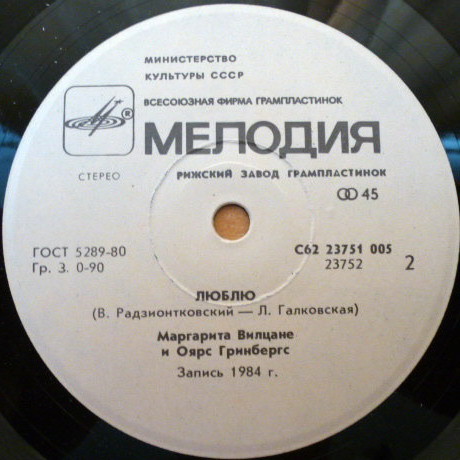 МИНИСТЕРСТВО
КУЛЬТУРЫ СССР
ВСЕСОЮЗНАЯ ФИРМА ГРАМПЛАСТИНОК
®
МЕЛОДИЯ
СТЕРЕО
РИЖСКИЙ ЗАВОД ГРАМПЛАСТИНОК
45
ГОСТ 5289-80
Гр. 3. 0-90
С62 23751 005
23752
2
ЛЮБЛЮ
(В. Радзионтковский — Л. Галковская)
Маргарита Вилцане
и Оярс Гринбергс
Запись 1984 г.